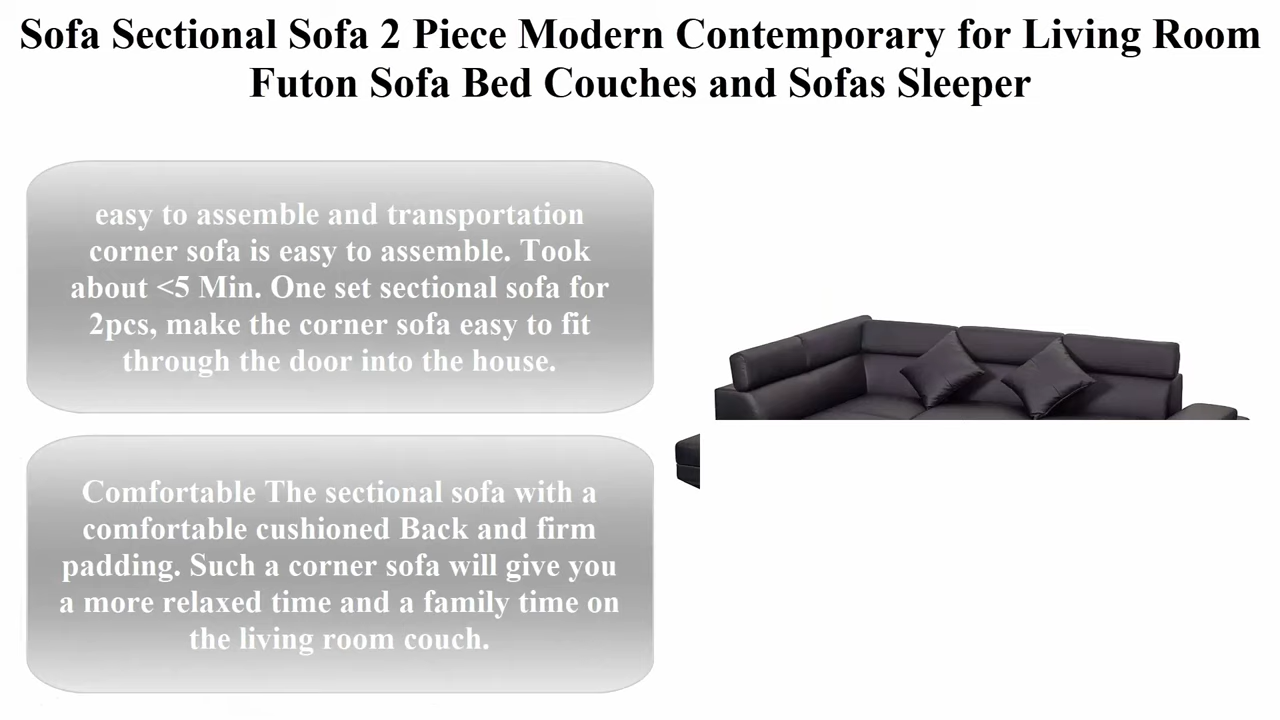 Sofa Sectional Sofa 2 Piece Modern Contemporary for Living Room
Futon Sofa Bed Couches and Sofas Sleeper
easy to assemble and transportation
corner sofa is easy to assemble. Took
about <5 Min. One set sectional sofa for
2pcs, make the corner sofa easy to fit
through the door into the house.
Comfortable The sectional sofa with a
comfortable cushioned Back and firm
padding. Such a corner sofa will give you
a more relaxed time and a family time on
the living room couch.